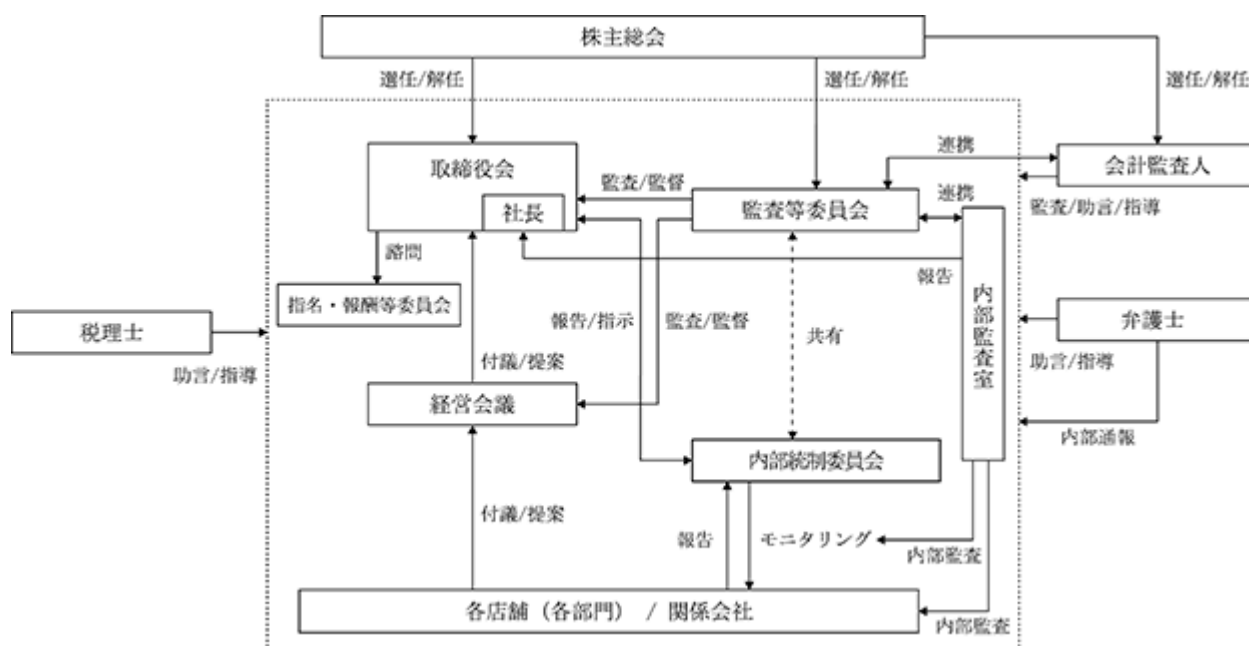 株主総会
選任/解任
選任/解任
選任/解任
取締役会
社長
監査/監督
連携
会計監査人
監査等委員会
連携
監査/助言/指導
諮問
報告
指名・報酬等委員会
税理士
助言/指導
報告/指示
監査/監督
共有
内部監査室
弁護士
助言/指導
付議/提案
経営会議
内部通報
内部統制委員会
付議/提案
報告
モニタリング
内部監査
各店舗（各部門） / 関係会社
内部監査